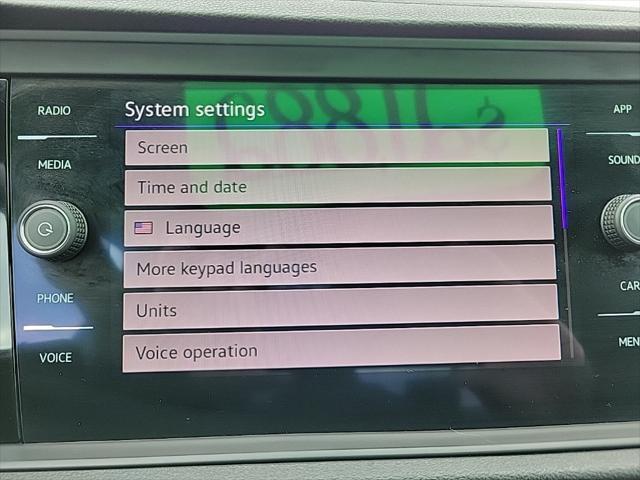 RADIO
MEDIA
PHONE
VOICE
System settings
Screen
Time and date
Language
More keypad languages
Units
Voice operation
APP
SOUND
CAR
MEN